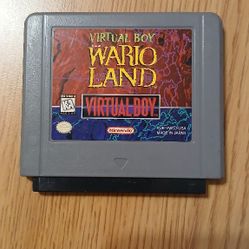 VIRTUAL BOY
WARIO
LAND
VIRTUAL BOY
Nintendo
MADE IN JAPAN